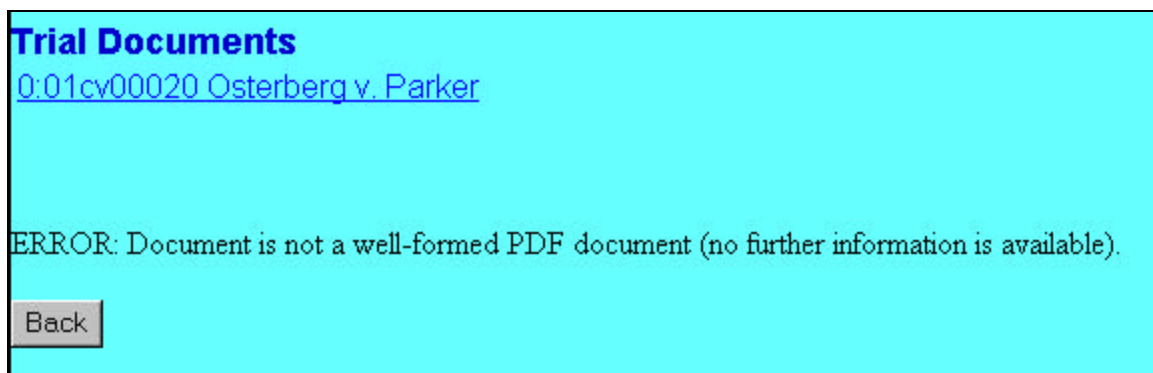 Trial Documents
0:01cv00020 Osterberg v. Parker
ERROR: Document is not a well-formed PDF document (no further information is available).
Back